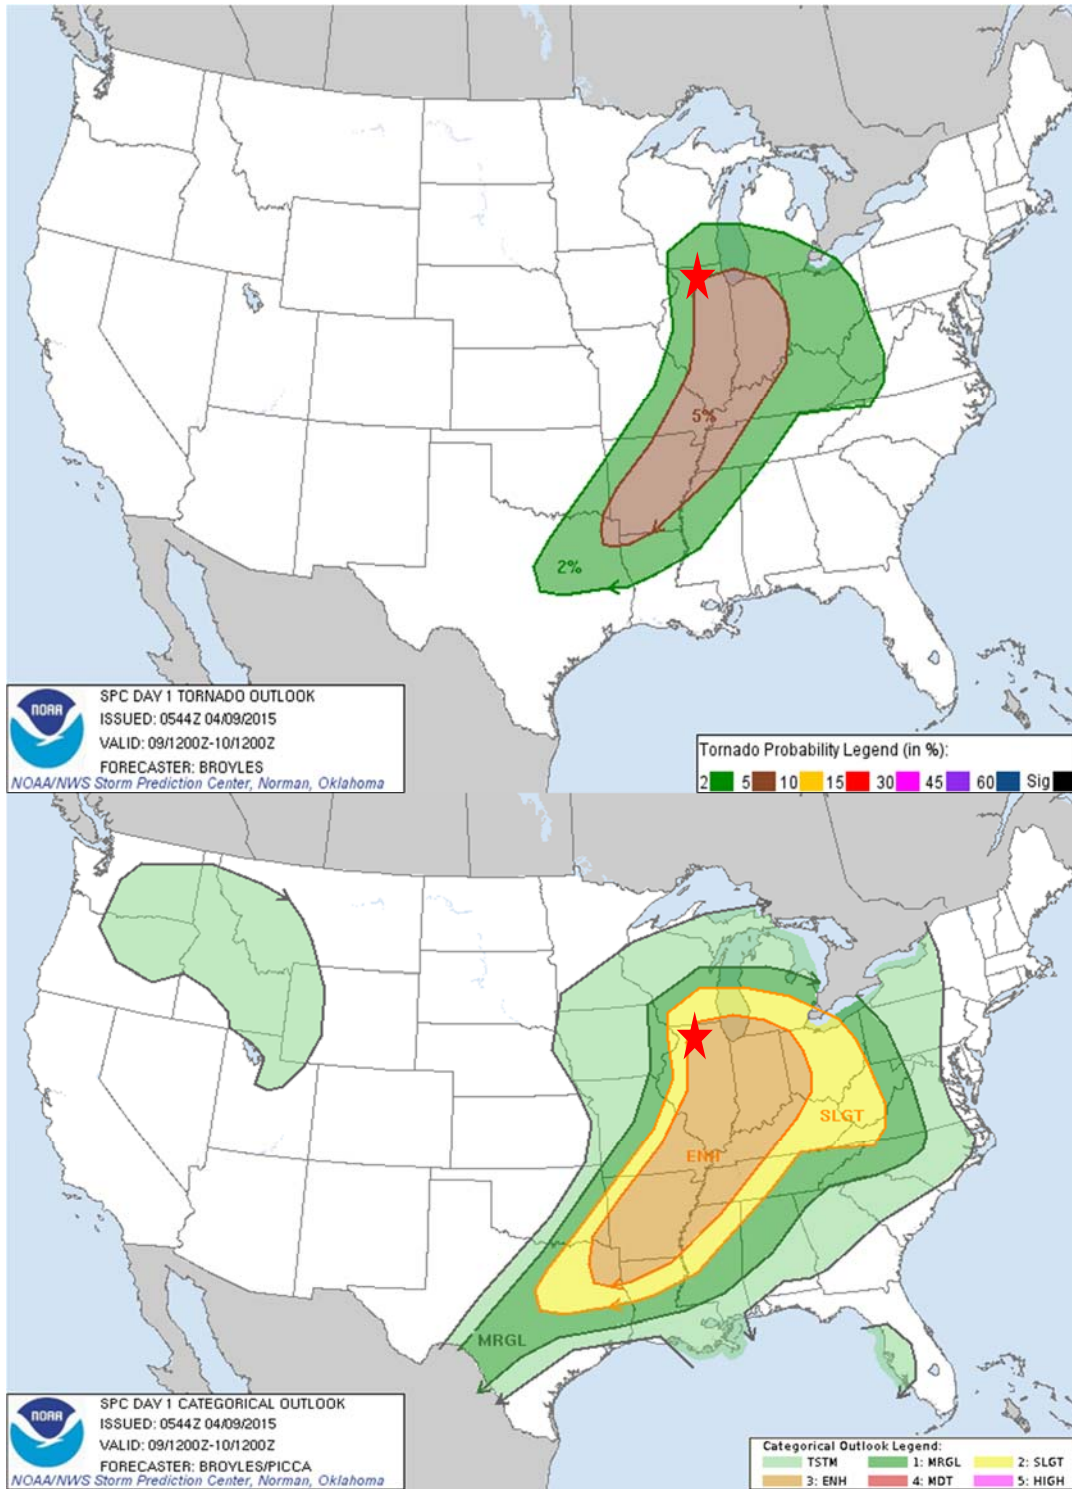 5%
2%
NOAA
SPC DAY 1 TORNADO OUTLOOK
ISSUED: 0544Z 04/09/2015
VALID: 09/1200Z-10/1200Z
FORECASTER: BROYLES
NOAA/NWS Storm Prediction Center, Norman, Oklahoma
Tornado Probability Legend (in %):
2 5 10 15 30 45 60 Sig
SLGT
ENH
MRGL
NOAA
SPC DAY 1 CATEGORICAL OUTLOOK
ISSUED: 0544Z 04/09/2015
VALID: 09/1200Z-10/1200Z
FORECASTER: BROYLES/PICCA
NOAA/NWS Storm Prediction Center, Norman, Oklahoma
Categorical Outlook Legend:
TSTM 1: MRGL 2: SLGT
3: ENH 4: MDT 5: HIGH